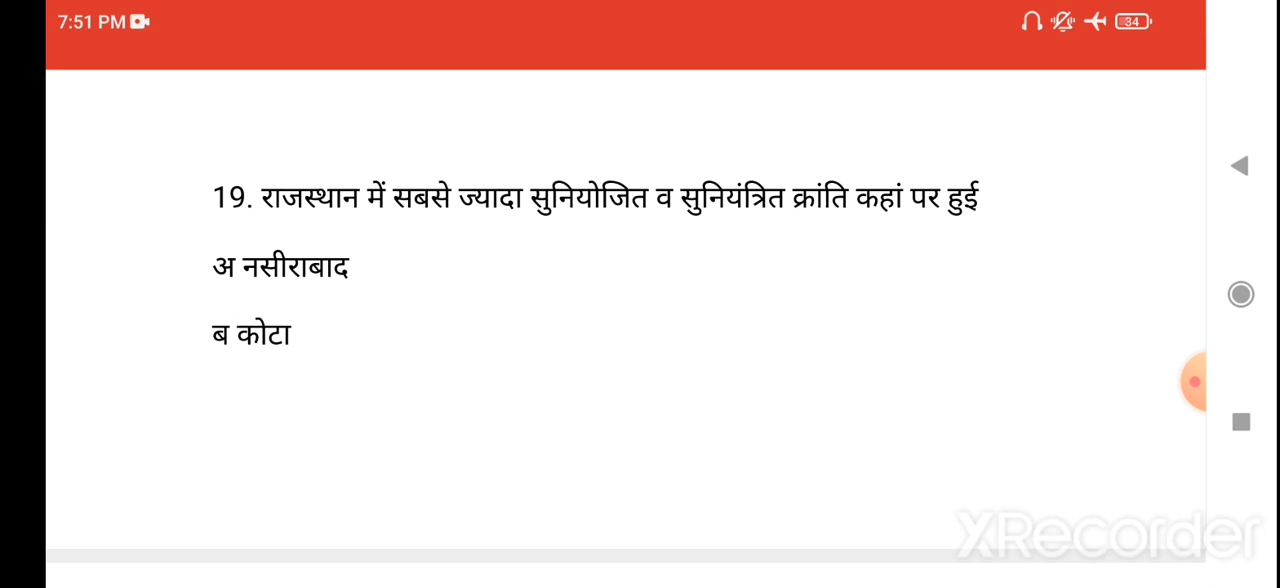 7:51 PM
34
19. राजस्थान में सबसे ज्यादा सुनियोजित व सुनियंत्रित क्रांति कहां पर हुई
अ नसीराबाद
ब कोटा
XRecorder